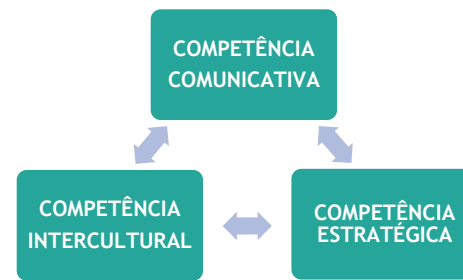 COMPETÊNCIA
COMUNICATIVA
COMPETÊNCIA
INTERCULTURAL
COMPETÊNCIA
ESTRATÉGICA